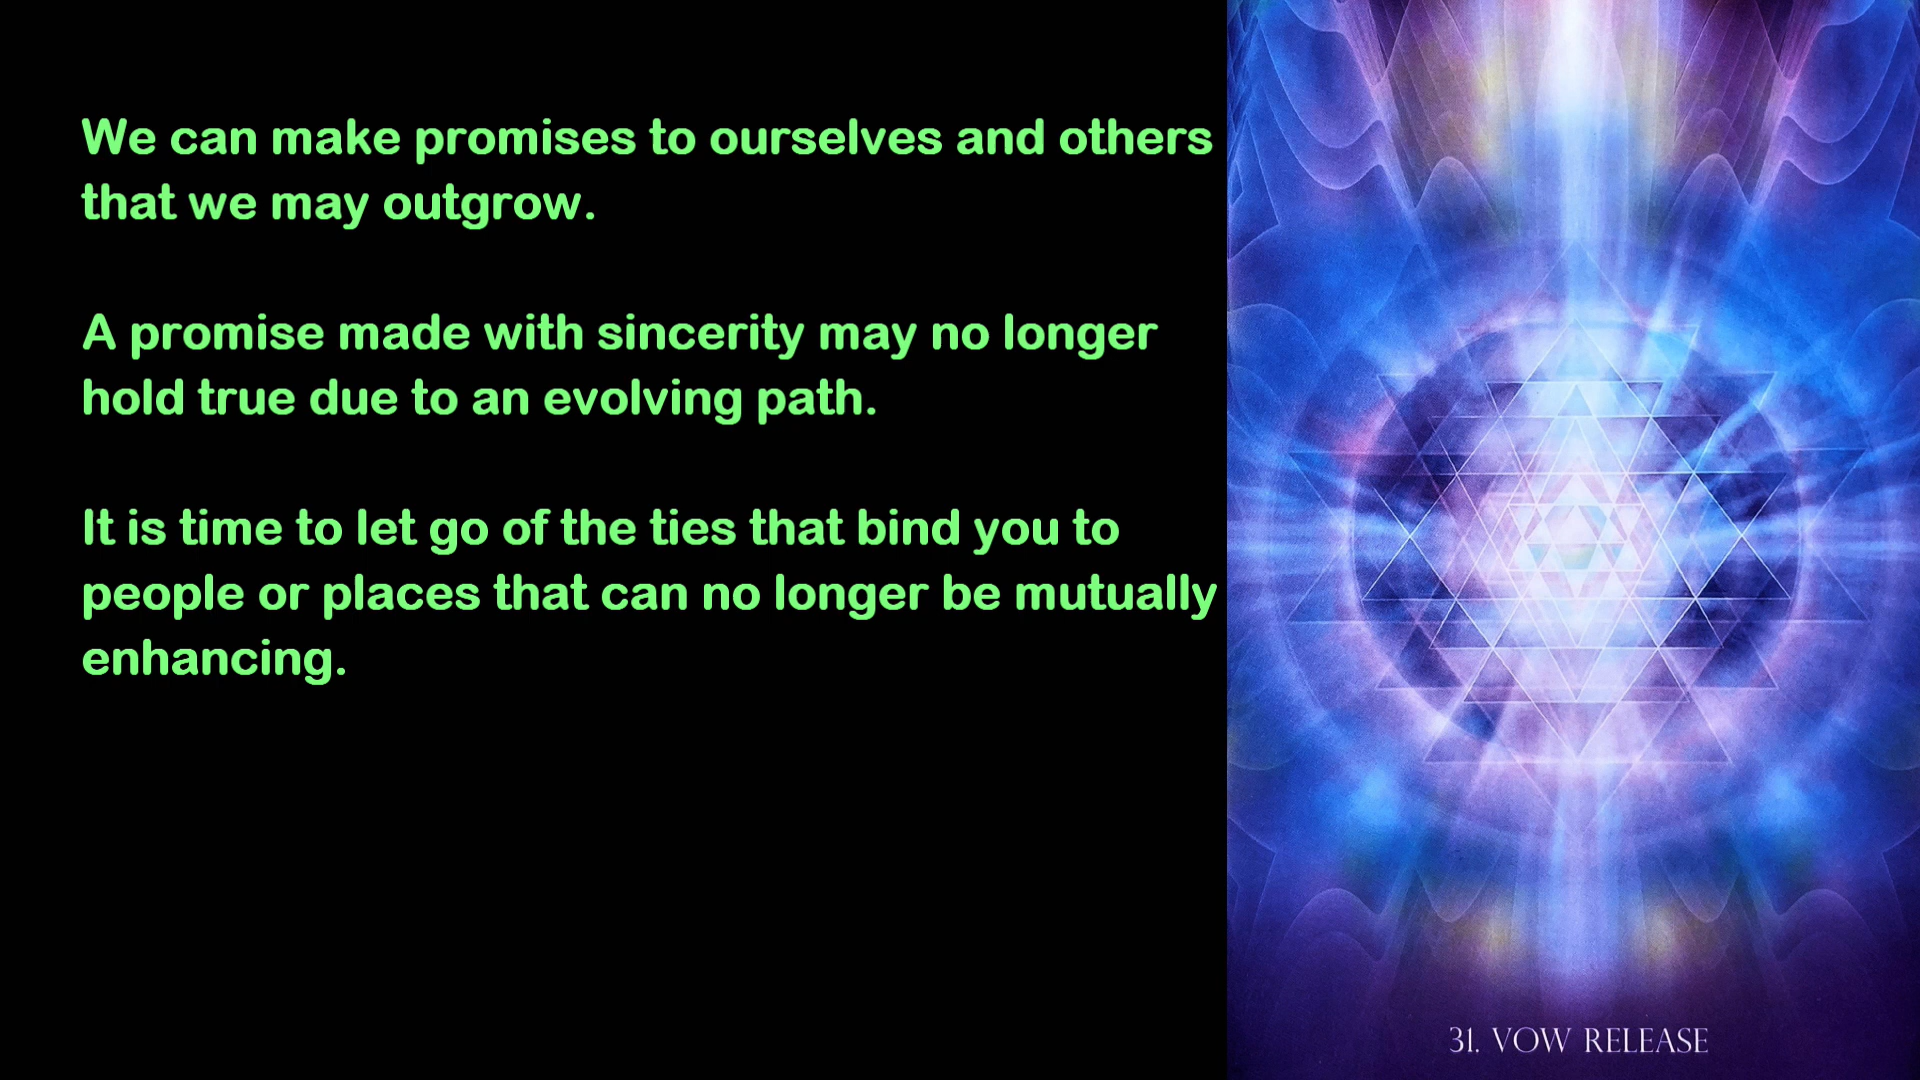 We can make promises to ourselves and others
that we may outgrow.
A promise made with sincerity may no longer
hold true due to an evolving path.
It is time to let go of the ties that bind you to
people or places that can no longer be mutually
enhancing.
31. VOW RELEASE